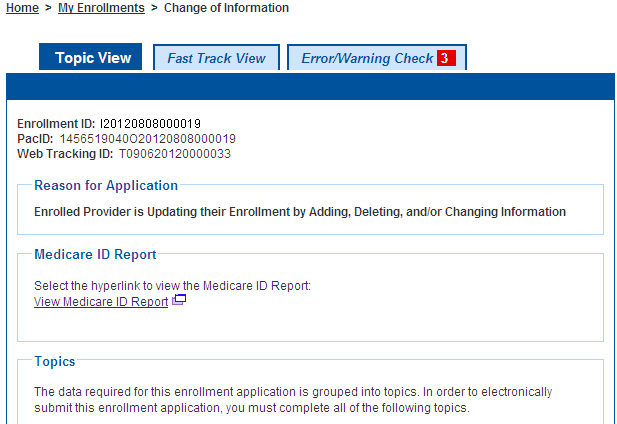 Home > My Enrollments > Change of Information
Topic View Fast Track View Error/Warning Check 3
Enrollment ID: I20120808000019
PacID: 1456519040O20120808000019
Web Tracking ID: T090620120000033
Reason for Application
Enrolled Provider is Updating their Enrollment by Adding, Deleting, and/or Changing Information
Medicare ID Report
Select the hyperlink to view the Medicare ID Report:
View Medicare ID Report
Topics
The data required for this enrollment application is grouped into topics. In order to electronically
submit this enrollment application, you must complete all of the following topics.